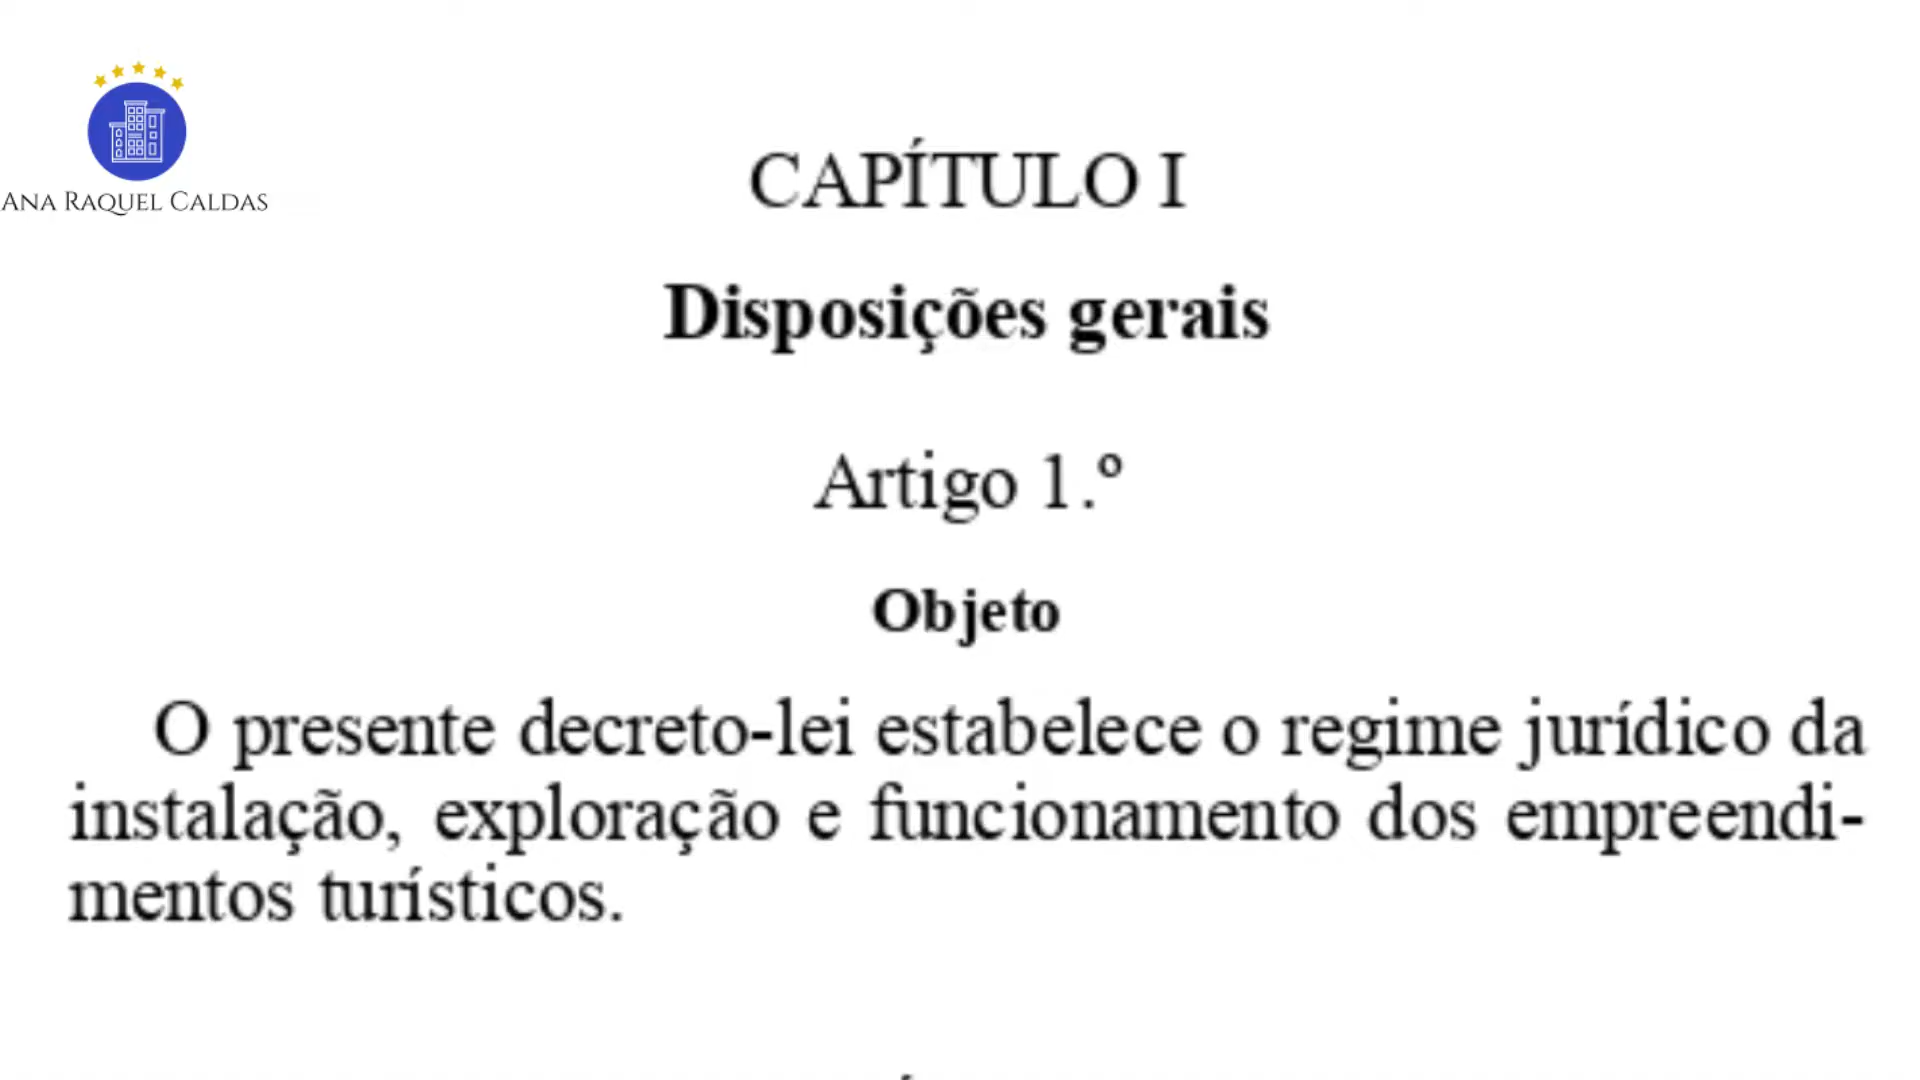 ANA RAQUEL CALDAS
CAPÍTULO I
Disposições gerais
Artigo 1.º
Objeto
O presente decreto-lei estabelece o regime jurídico da
instalação, exploração e funcionamento dos empreendi-
mentos turísticos.